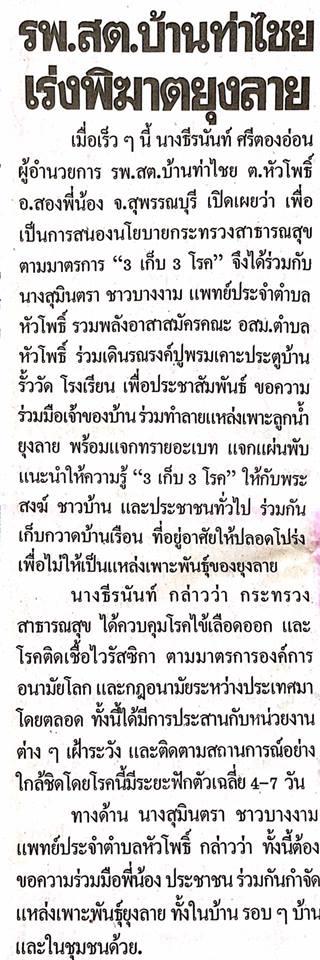 รพ.สต.บ้านท่าไชย
เร่งพิฆาตยุงลาย
เมื่อเร็ว ๆ นี้ นางธีรนันท์ ศรีตองอ่อน
ผู้อำนวยการ รพ.สต.บ้านท่าไชย ต.หัวโพธิ์
อ.สองพี่น้อง จ.สุพรรณบุรี เปิดเผยว่า เพื่อ
เป็นการสนองนโยบายกระทรวงสาธารณสุข
ตามมาตรการ “3 เก็บ 3 โรค” จึงได้ร่วมกับ
นางสุมินตรา ชาวบางงาม แพทย์ประจำตำบล
หัวโพธิ์ รวมพลังอาสาสมัครคณะ อสม.ตำบล
หัวโพธิ์ ร่วมเดินรณรงค์ปูพรมเคาะประตูบ้าน
รั้ววัด โรงเรียน เพื่อประชาสัมพันธ์ ขอความ
ร่วมมือเจ้าของบ้าน ร่วมทำลายแหล่งเพาะลูกน้ำ
ยุงลาย พร้อมแจกทรายอะเบท แจกแผ่นพับ
แนะนำให้ความรู้ “3 เก็บ 3 โรค” ให้กับพระ
สงฆ์ ชาวบ้าน และประชาชนทั่วไป ร่วมกัน
เก็บกวาดบ้านเรือน ที่อยู่อาศัยให้ปลอดโปร่ง
เพื่อไม่ให้เป็นแหล่งเพาะพันธุ์ของยุงลาย
นางธีรนันท์ กล่าวว่า กระทรวง
สาธารณสุข ได้ควบคุมโรคไข้เลือดออก และ
โรคติดเชื้อไวรัสซิกา ตามมาตรการองค์การ
อนามัยโลก และกฎอนามัยระหว่างประเทศมา
โดยตลอด ทั้งนี้ได้มีการประสานกับหน่วยงาน
ต่าง ๆ เฝ้าระวัง และติดตามสถานการณ์อย่าง
ใกล้ชิดโดยโรคนี้มีระยะฟักตัวเฉลี่ย 4-7 วัน
ทางด้าน นางสุมินตรา ชาวบางงาม
แพทย์ประจำตำบลหัวโพธิ์ กล่าวว่า ทั้งนี้ต้อง
ขอความร่วมมือพี่น้อง ประชาชน ร่วมกันกำจัด
แหล่งเพาะพันธุ์ยุงลาย ทั้งในบ้าน รอบ ๆ บ้าน
และในชุมชนด้วย.